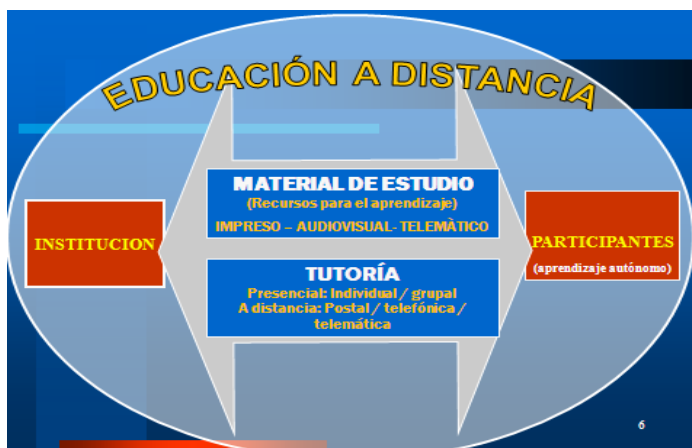 EDUCACIÓN A DISTANCIA
MATERIAL DE ESTUDIO
(Recursos para el aprendizaje)
IMPRESO – AUDIOVISUAL- TELEMÀTICO
INSTITUCION
PARTICIPANTES
(aprendizaje autónomo)
TUTORÍA
Presencial: Individual / grupal
A distancia: Postal / telefónica /
telemática
6